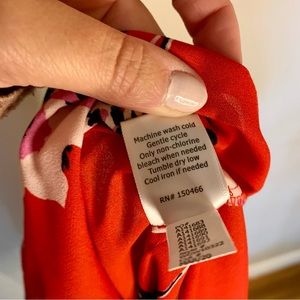 Machine wash cold
Gentle cycle
Only non-chlorine
bleach when needed
Tumble dry low
Cool iron if needed
RN# 150466